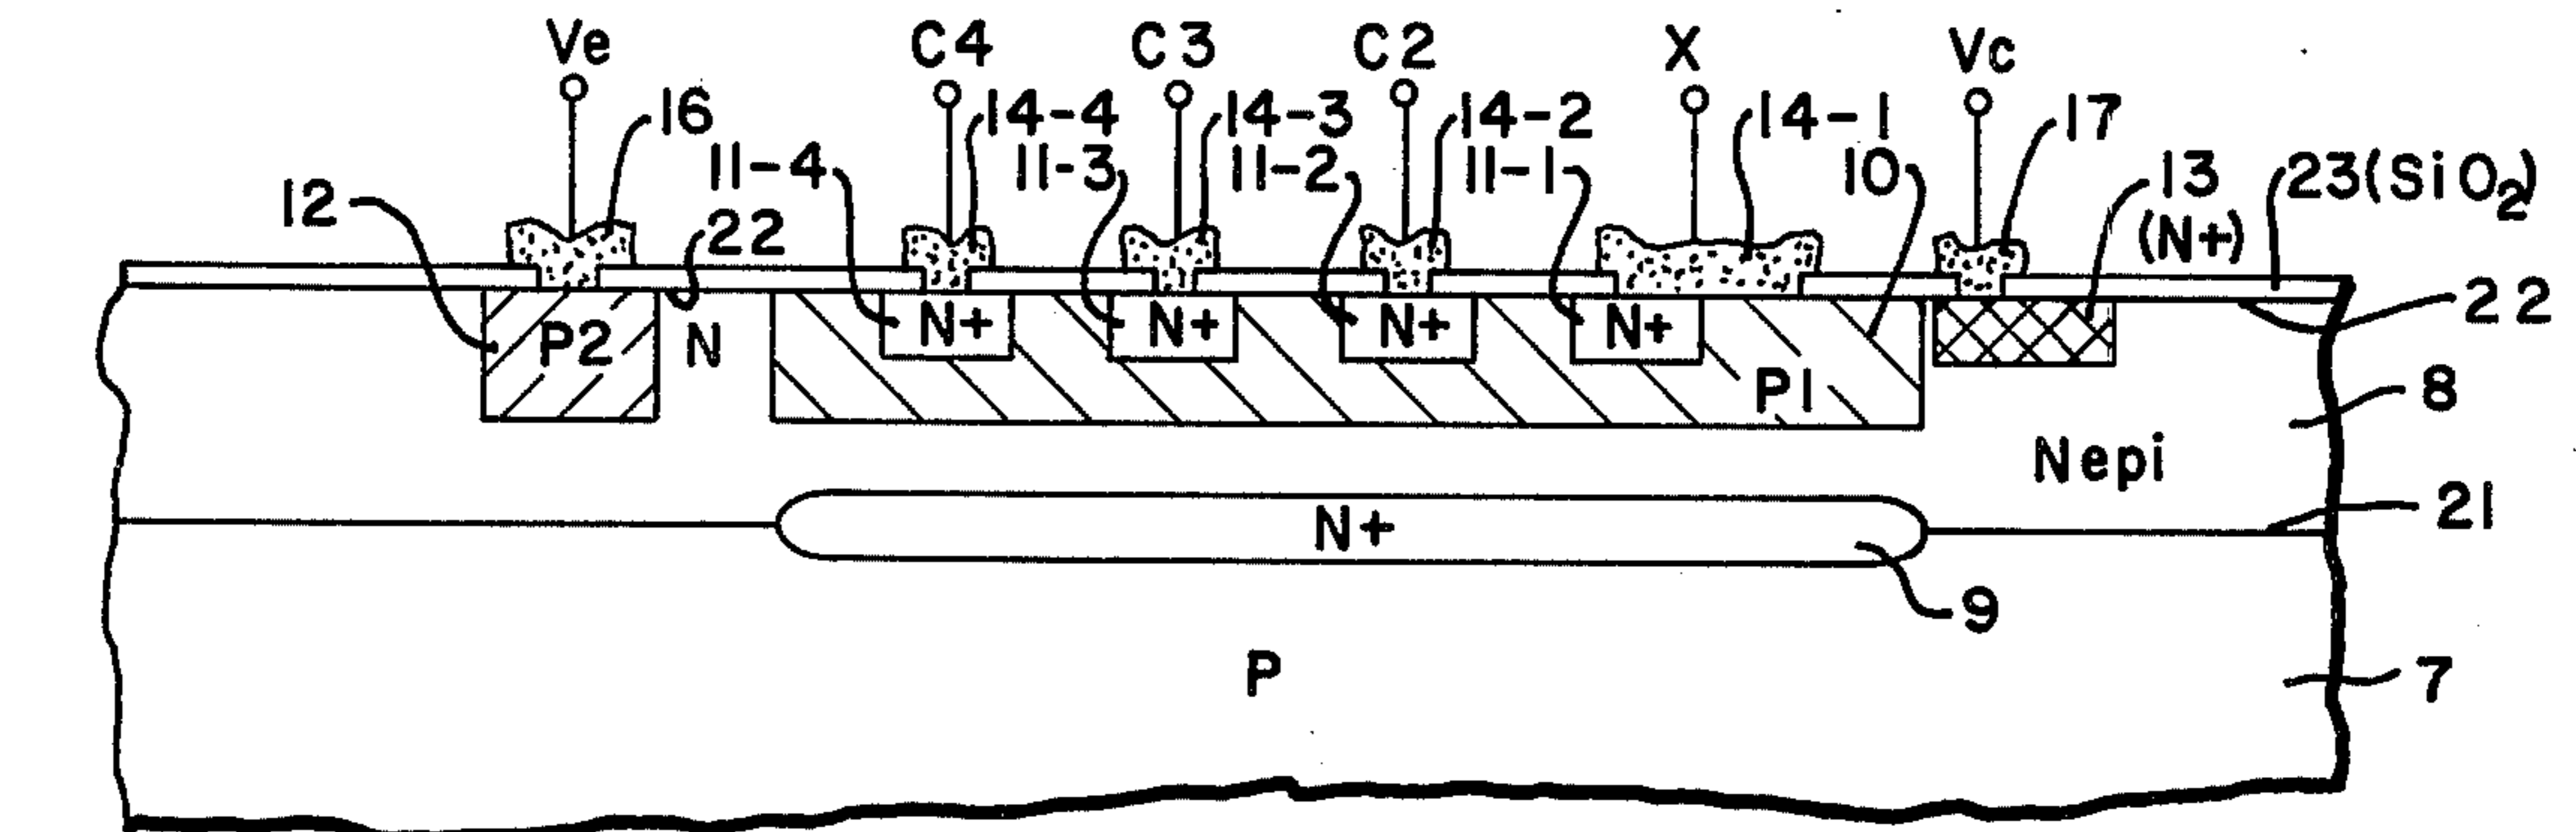 Ve C4 C3 C2 X Vc
16 14-4 14-3 14-2 14-1 17
12 11-4 11-3 11-2 11-1 10 13 23(SiO2)
22 (N+)
P2 N N+ N+ N+ N+ 22
P1 8
Nepi
N+ 21
9
P 7